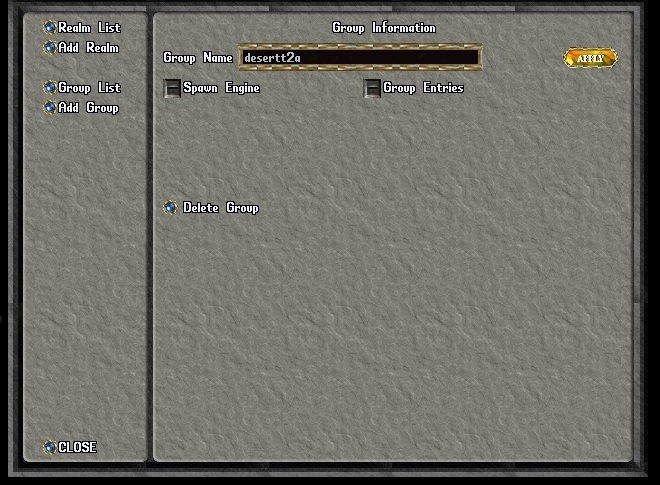 Realm List
Add Realm
Group List
Add Group
CLOSE
Group Information
Group Name desertt2a APPLY
Spawn Engine Group Entries
Delete Group